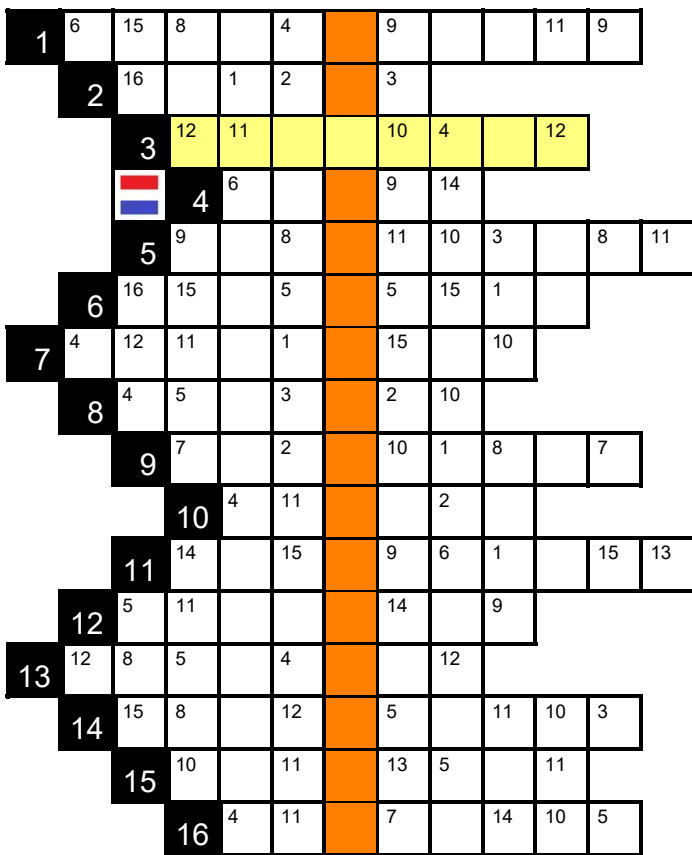 1 6 15 8 4 9 11 9
2 16 1 2 3
3 12 11 10 4 12
4 6 9 14
5 9 8 11 10 3 8 11
6 16 15 5 5 15 1
7 4 12 11 1 15 10
8 4 5 3 2 10
9 7 2 10 1 8 7
10 4 11 2
11 14 15 9 6 1 15 13
12 5 11 14 9
13 12 8 5 4 12
14 15 8 12 5 11 10 3
15 10 11 13 5 11
16 4 11 7 14 10 5